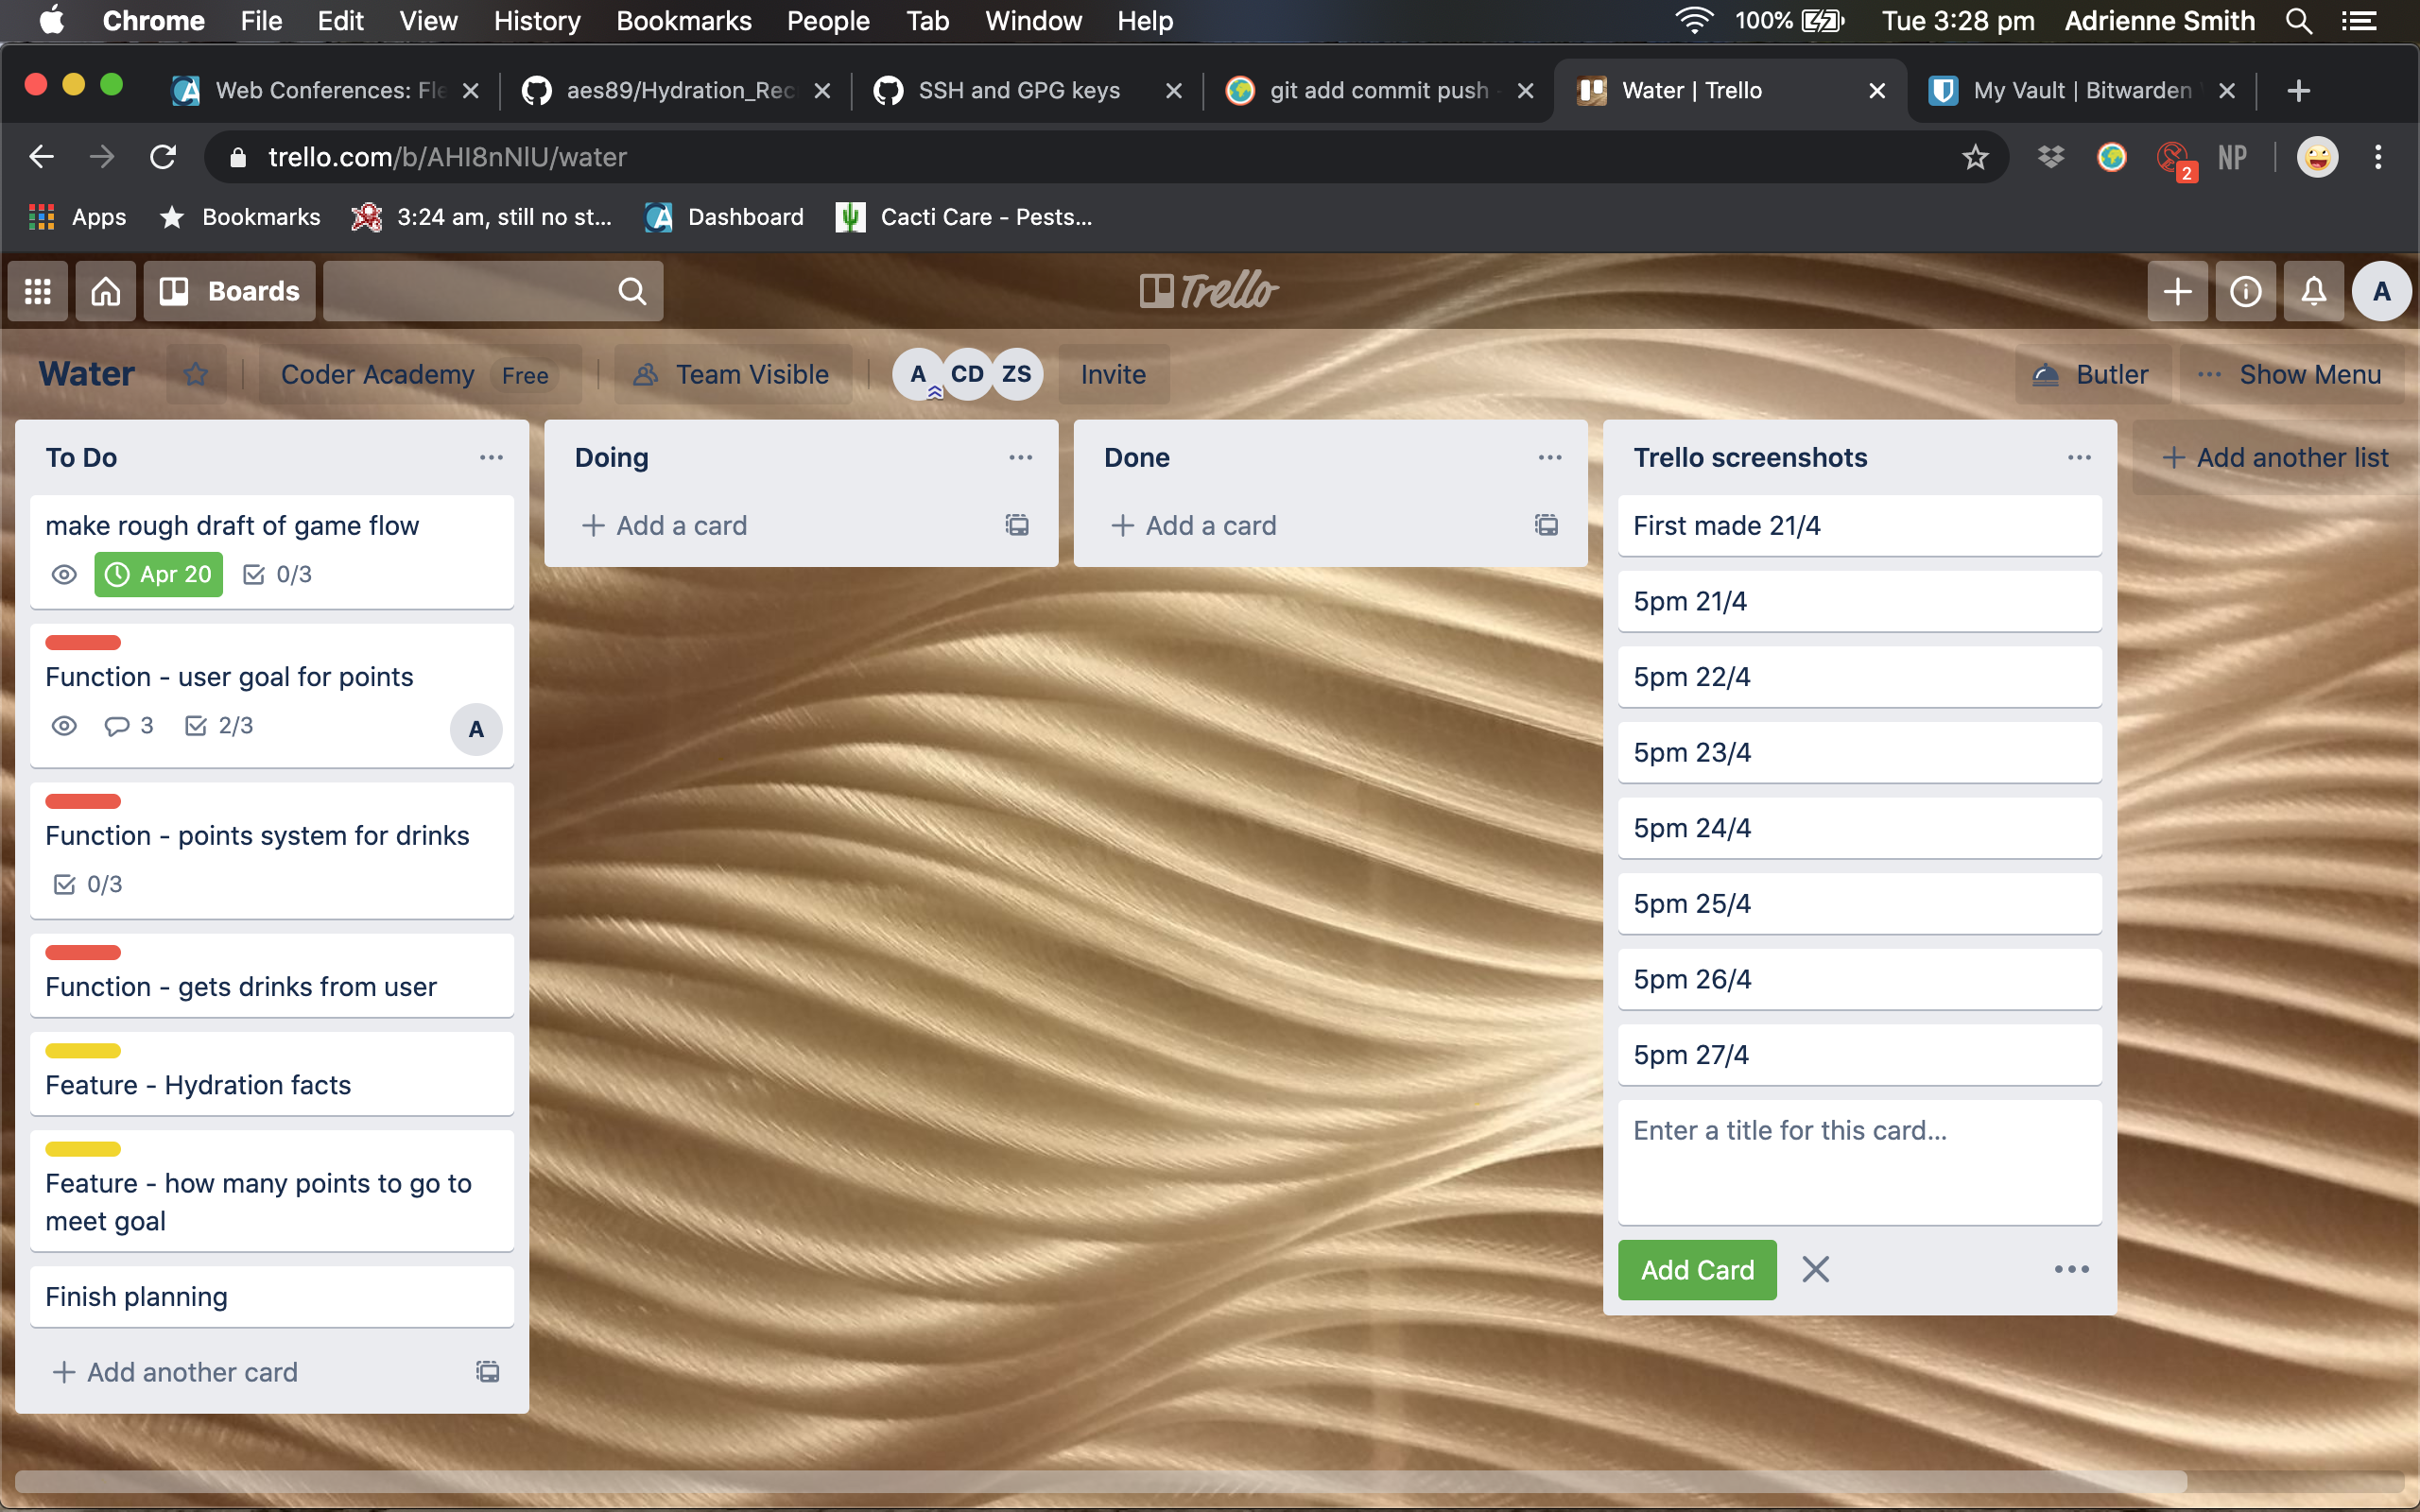 Chrome File Edit View History Bookmarks People Tab Window Help 100% Tue 3:28 pm Adrienne Smith
Web Conferences: Fle aes89/Hydration_Rec SSH and GPG keys git add commit push Water | Trello My Vault | Bitwarden
trello.com/b/AHI8nNlU/water 2 NP
Apps Bookmarks 3:24 am, still no st... Dashboard Cacti Care - Pests...
Boards Trello A
Water Coder Academy Free Team Visible A CD ZS Invite Butler Show Menu
To Do
make rough draft of game flow
Apr 20 0/3
Function - user goal for points
3 2/3 A
Function - points system for drinks
0/3
Function - gets drinks from user
Feature - Hydration facts
Feature - how many points to go to
meet goal
Finish planning
Add another card
Doing
Add a card
Done
Add a card
Trello screenshots
First made 21/4
5pm 21/4
5pm 22/4
5pm 23/4
5pm 24/4
5pm 25/4
5pm 26/4
5pm 27/4
Enter a title for this card...
Add Card
Add another list